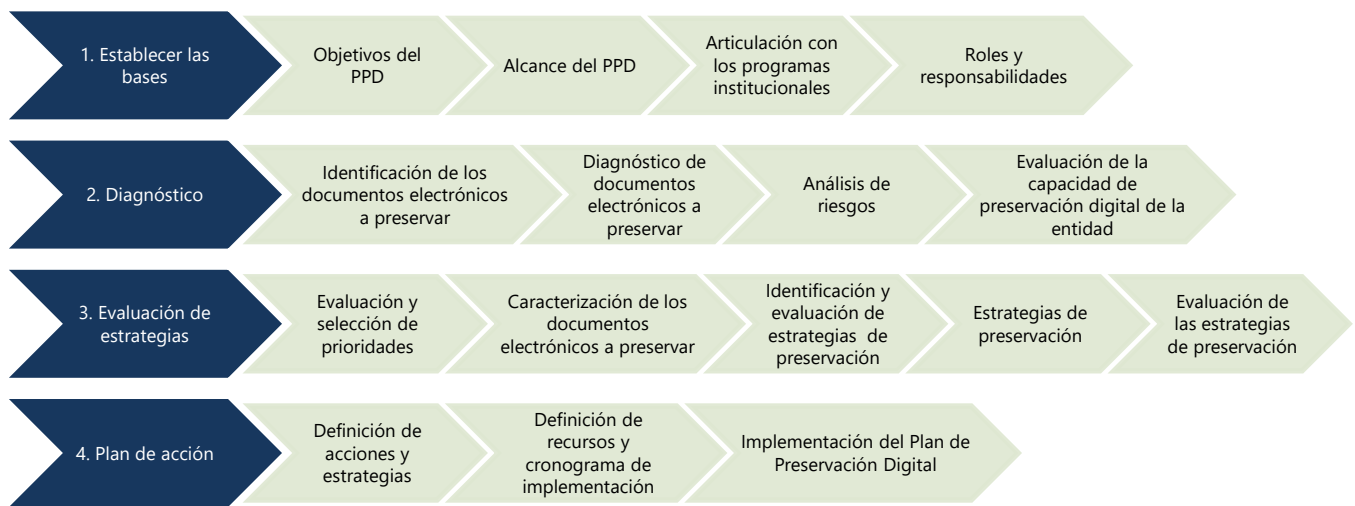 1. Establecer las
bases
Objetivos del
PPD
Alcance del PPD
Articulación con
los programas
institucionales
Roles y
responsabilidades
2. Diagnóstico
Identificación de los
documentos electrónicos
a preservar
Diagnóstico de
documentos
electrónicos a
preservar
Análisis de
riesgos
Evaluación de la
capacidad de
preservación digital de la
entidad
3. Evaluación de
estrategias
Evaluación y
selección de
prioridades
Caracterización de los
documentos
electrónicos a preservar
Identificación y
evaluación de
estrategias de
preservación
Estrategias de
preservación
Evaluación de
las estrategias
de preservación
4. Plan de acción
Definición de
acciones y
estrategias
Definición de
recursos y
cronograma de
implementación
Implementación del Plan de
Preservación Digital